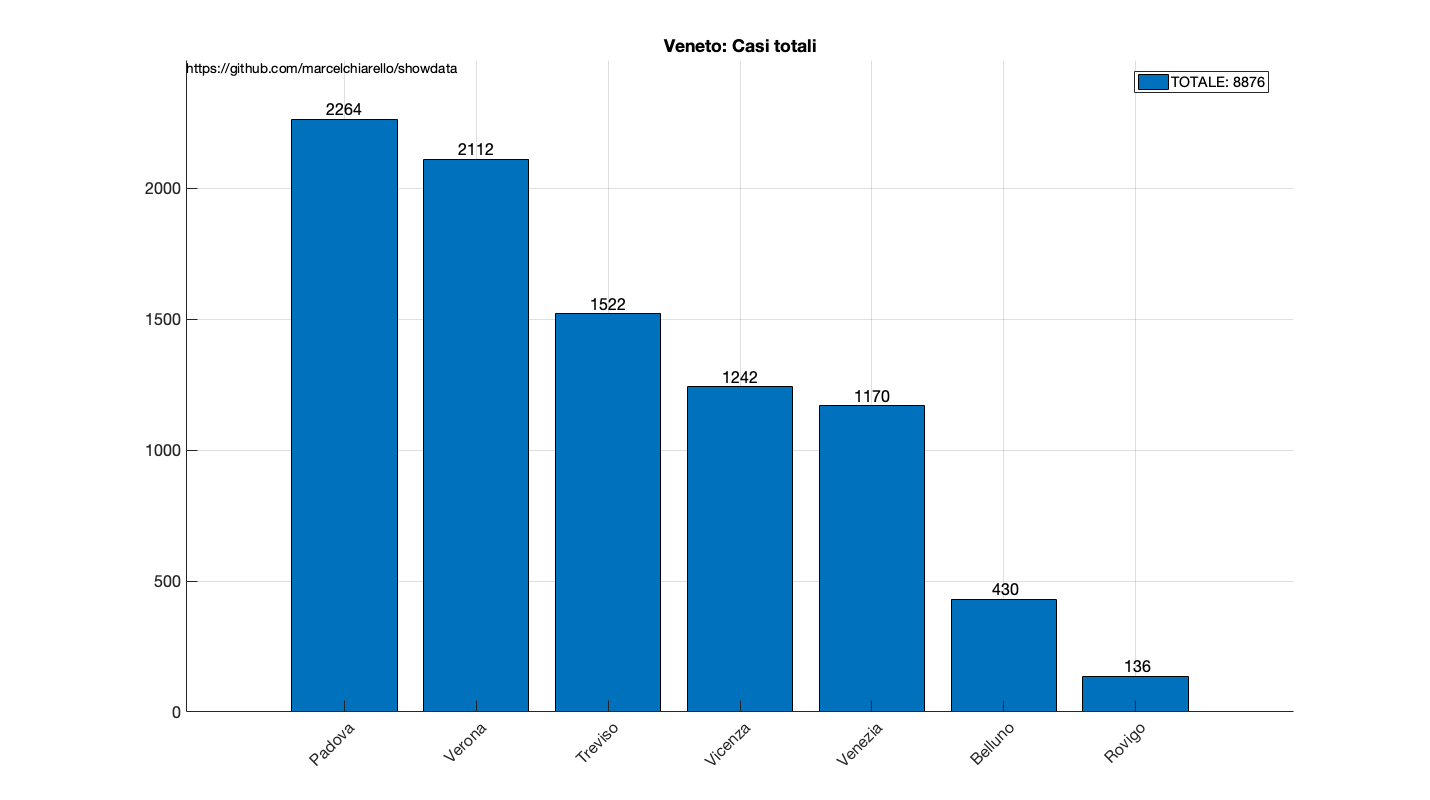 Veneto: Casi totali
https://github.com/marcelchiarello/showdata
TOTALE: 8876
2264
2112
1522
1242
1170
430
136
2000
1500
1000
500
0
Padova
Verona
Treviso
Vicenza
Venezia
Belluno
Rovigo